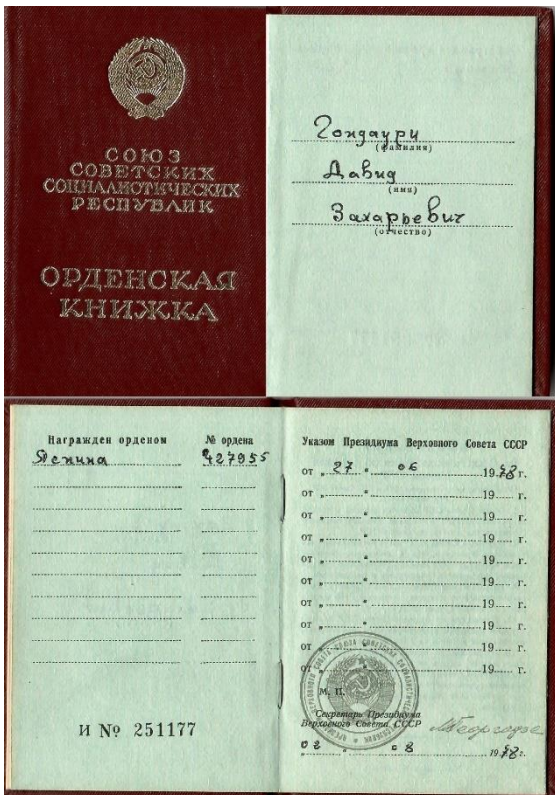 СОЮЗ
СОВЕТСКИХ
СОЦИАЛИСТИЧЕСКИХ
РЕСПУБЛИК
ОРДЕНСКАЯ
КНИЖКА
Гондаури
(фамилия)
Давид
(имя)
Захарьевич
(отчество)
Награжден орденом № ордена
Ленина 427955
И № 251177
Указом Президиума Верховного Совета СССР
от „ 27 “ 06 1978 г.
от „ “ 19 г.
от „ “ 19 г.
от „ “ 19 г.
от „ “ 19 г.
от „ “ 19 г.
от „ “ 19 г.
от „ “ 19 г.
от „ “ 19 г.
от „ “ 19 г.
М. П.
Секретарь Президиума
Верховного Совета СССР
02 “ 08 1978 г.